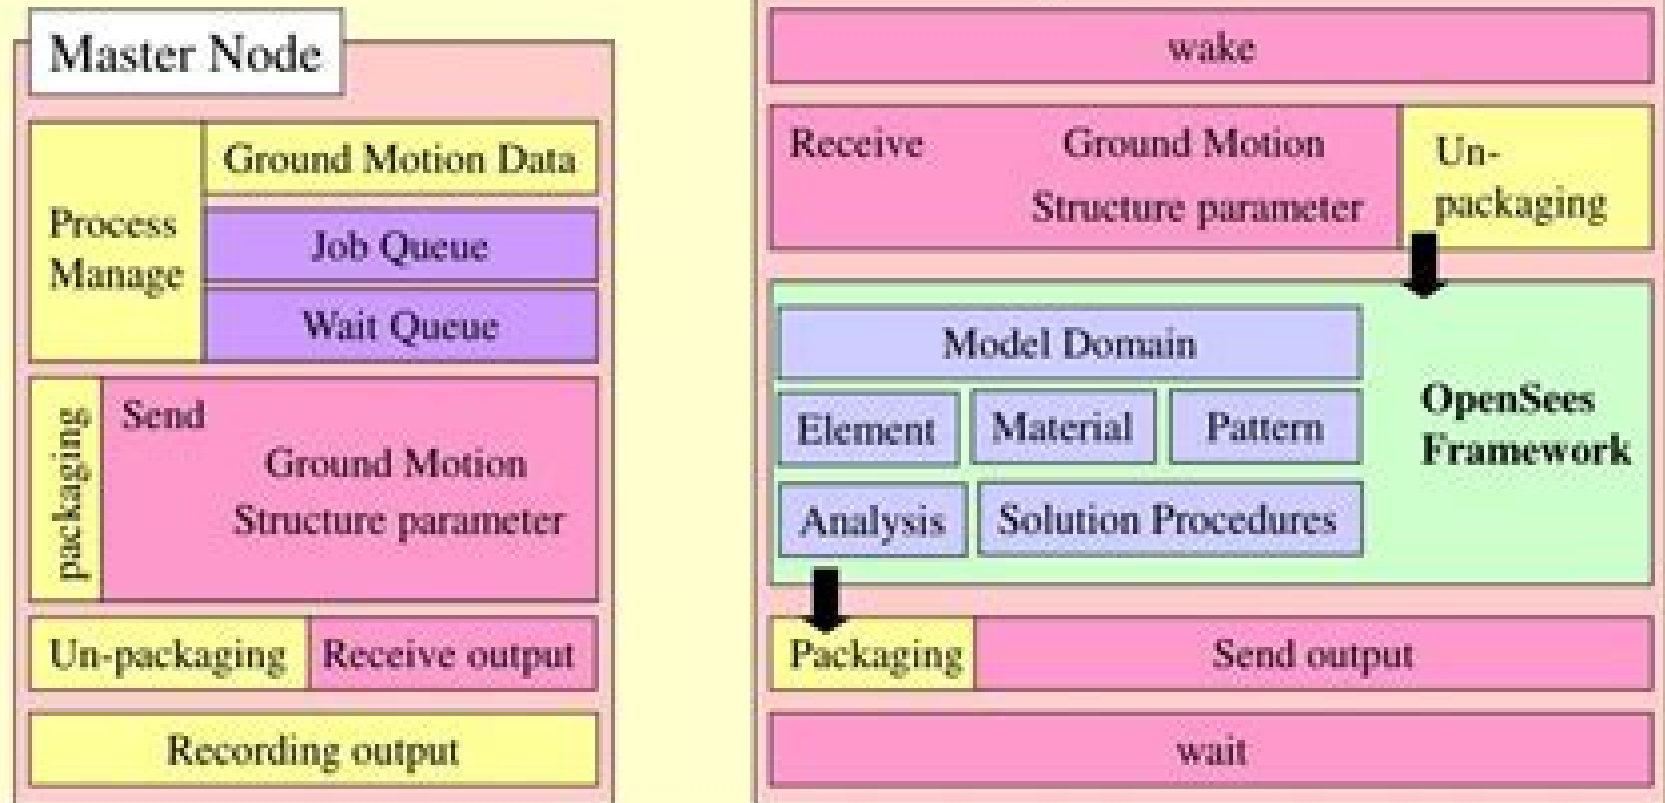 Master Node
Process
Manage
Ground Motion Data
Job Queue
Wait Queue
packaging
Send
Ground Motion
Structure parameter
Un-packaging
Receive output
Recording output
wake
Receive
Ground Motion
Structure parameter
Un-
packaging
Model Domain
Element
Material
Pattern
Analysis
Solution Procedures
OpenSees
Framework
Packaging
Send output
wait